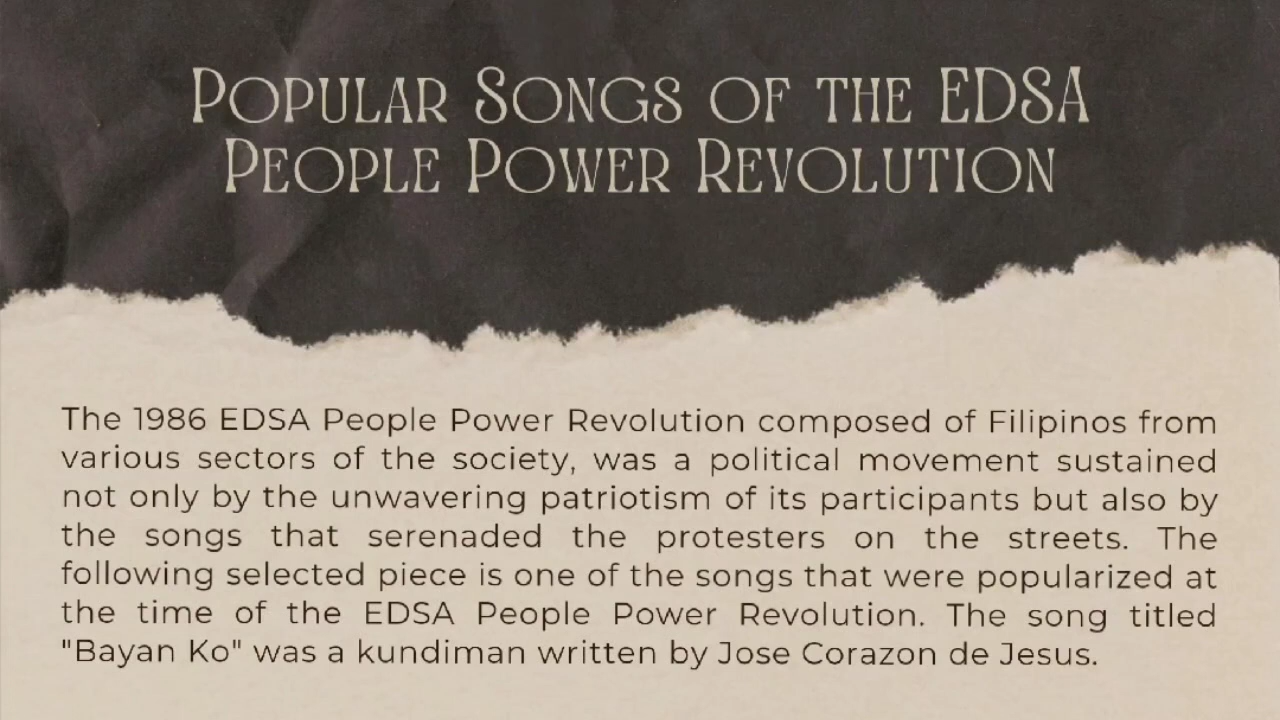 POPULAR SONGS OF THE EDSA
PEOPLE POWER REVOLUTION
The 1986 EDSA People Power Revolution composed of Filipinos from
various sectors of the society, was a political movement sustained
not only by the unwavering patriotism of its participants but also by
the songs that serenaded the protesters on the streets. The
following selected piece is one of the songs that were popularized at
the time of the EDSA People Power Revolution. The song titled
"Bayan Ko" was a kundiman written by Jose Corazon de Jesus.